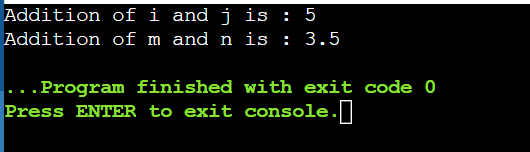 Addition of i and j is : 5
Addition of m and n is : 3.5
...Program finished with exit code 0
Press ENTER to exit console.